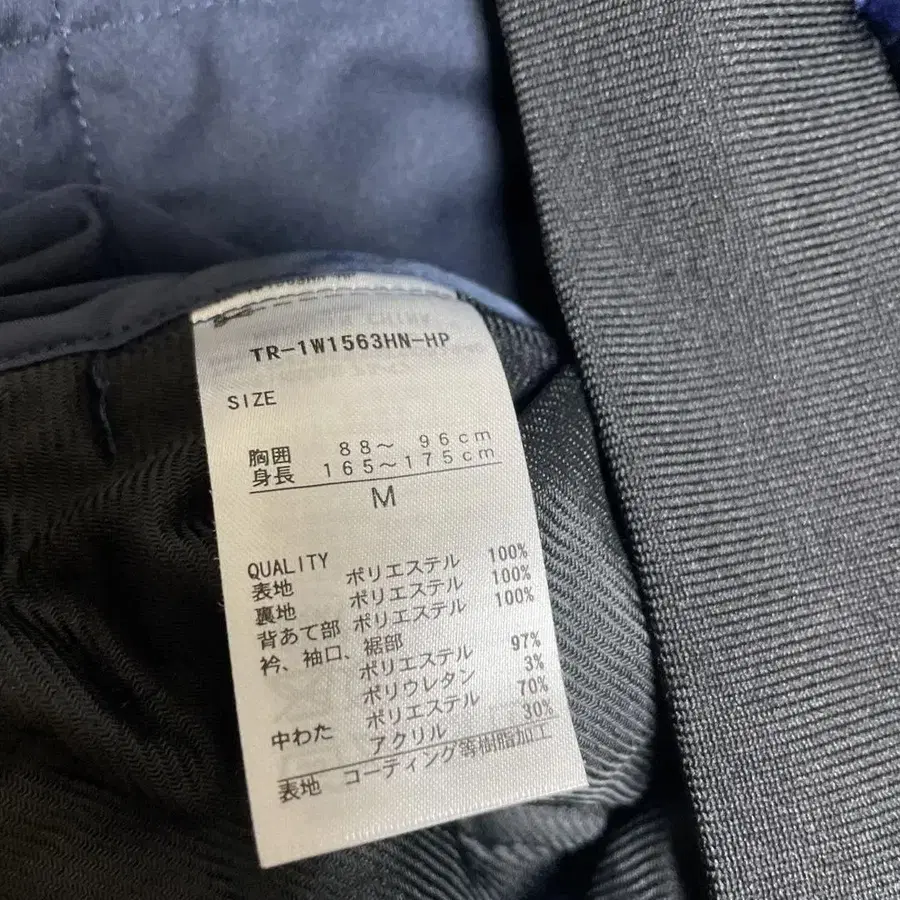 TR-1W1563HN-HP
SIZE
胸囲 88～ 96cm
身長 165～175cm
M
QUALITY
表地 ポリエステル 100%
裏地 ポリエステル 100%
背あて部 ポリエステル 100%
衿、袖口、裾部
ポリエステル 97%
ポリウレタン 3%
中わた ポリエステル 70%
アクリル 30%
表地 コーティング等樹脂加工